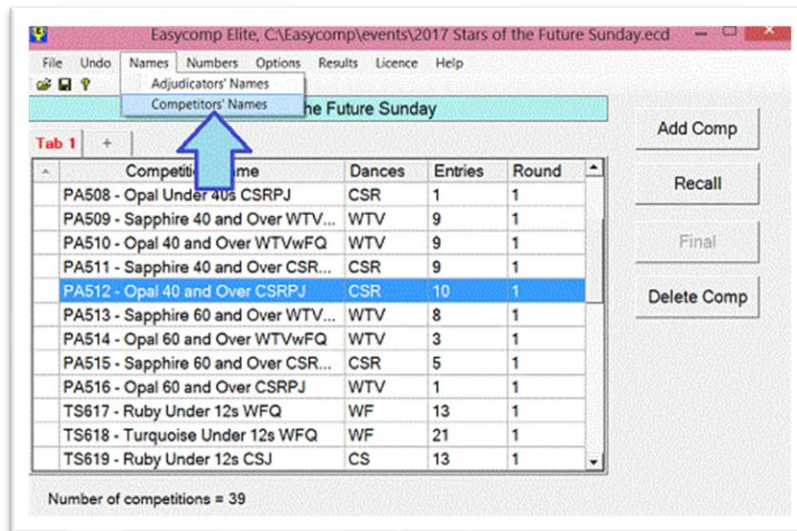 Easycomp Elite, C:\Easycomp\events\2017 Stars of the Future Sunday.ecd
File Undo Names Numbers Options Results Licence Help
Adjudicators' Names
Competitors' Names
he Future Sunday
Tab 1 +
Add Comp
Recall
Final
Delete Comp
Competiti me Dances Entries Round
PA508 - Opal Under 40s CSRPJ CSR 1 1
PA509 - Sapphire 40 and Over WTV... WTV 9 1
PA510 - Opal 40 and Over WTVwFQ WTV 9 1
PA511 - Sapphire 40 and Over CSR... CSR 9 1
PA512 - Opal 40 and Over CSRPJ CSR 10 1
PA513 - Sapphire 60 and Over WTV... WTV 8 1
PA514 - Opal 60 and Over WTVwFQ WTV 3 1
PA515 - Sapphire 60 and Over CSR... CSR 5 1
PA516 - Opal 60 and Over CSRPJ WTV 1 1
TS617 - Ruby Under 12s WFQ WF 13 1
TS618 - Turquoise Under 12s WFQ WF 21 1
TS619 - Ruby Under 12s CSJ CS 13 1
Number of competitions = 39